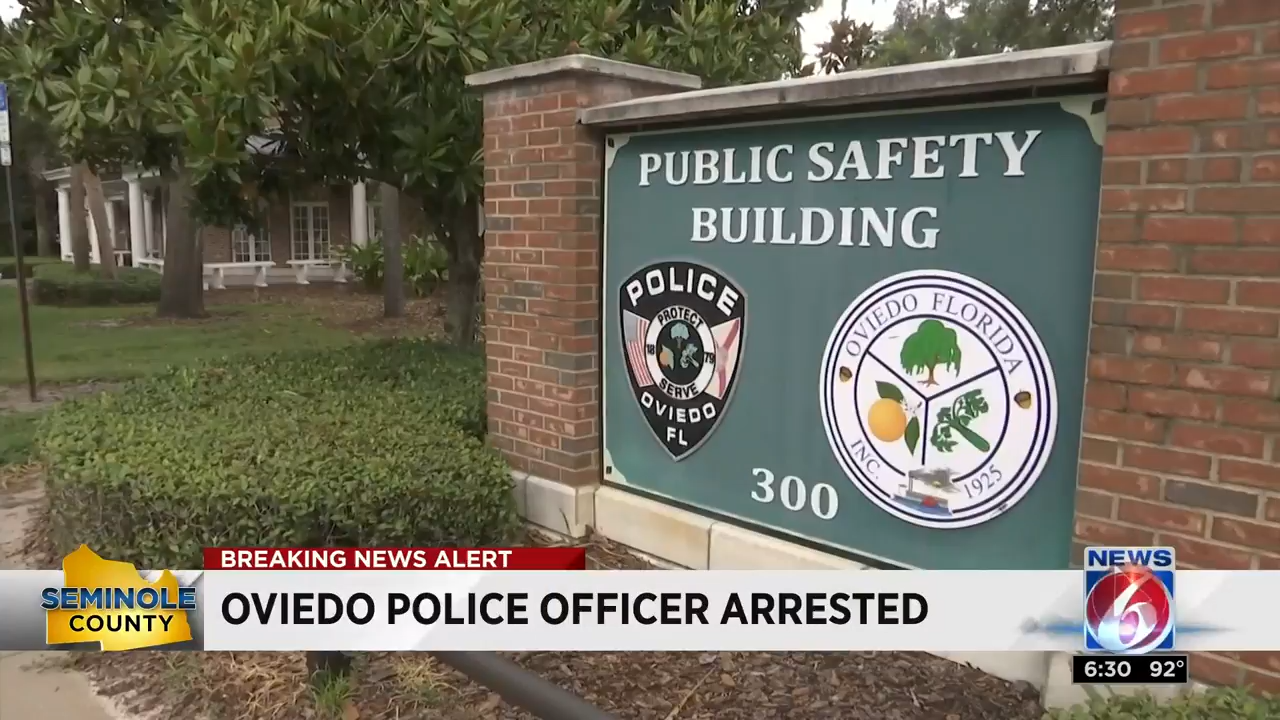 PUBLIC SAFETY
BUILDING
POLICE
PROTECT
18 79
SERVE
OVIEDO
FL
OVIEDO FLORIDA
INC. 1925
300
BREAKING NEWS ALERT
SEMINOLE
COUNTY
OVIEDO POLICE OFFICER ARRESTED
NEWS
6
6:30 92°